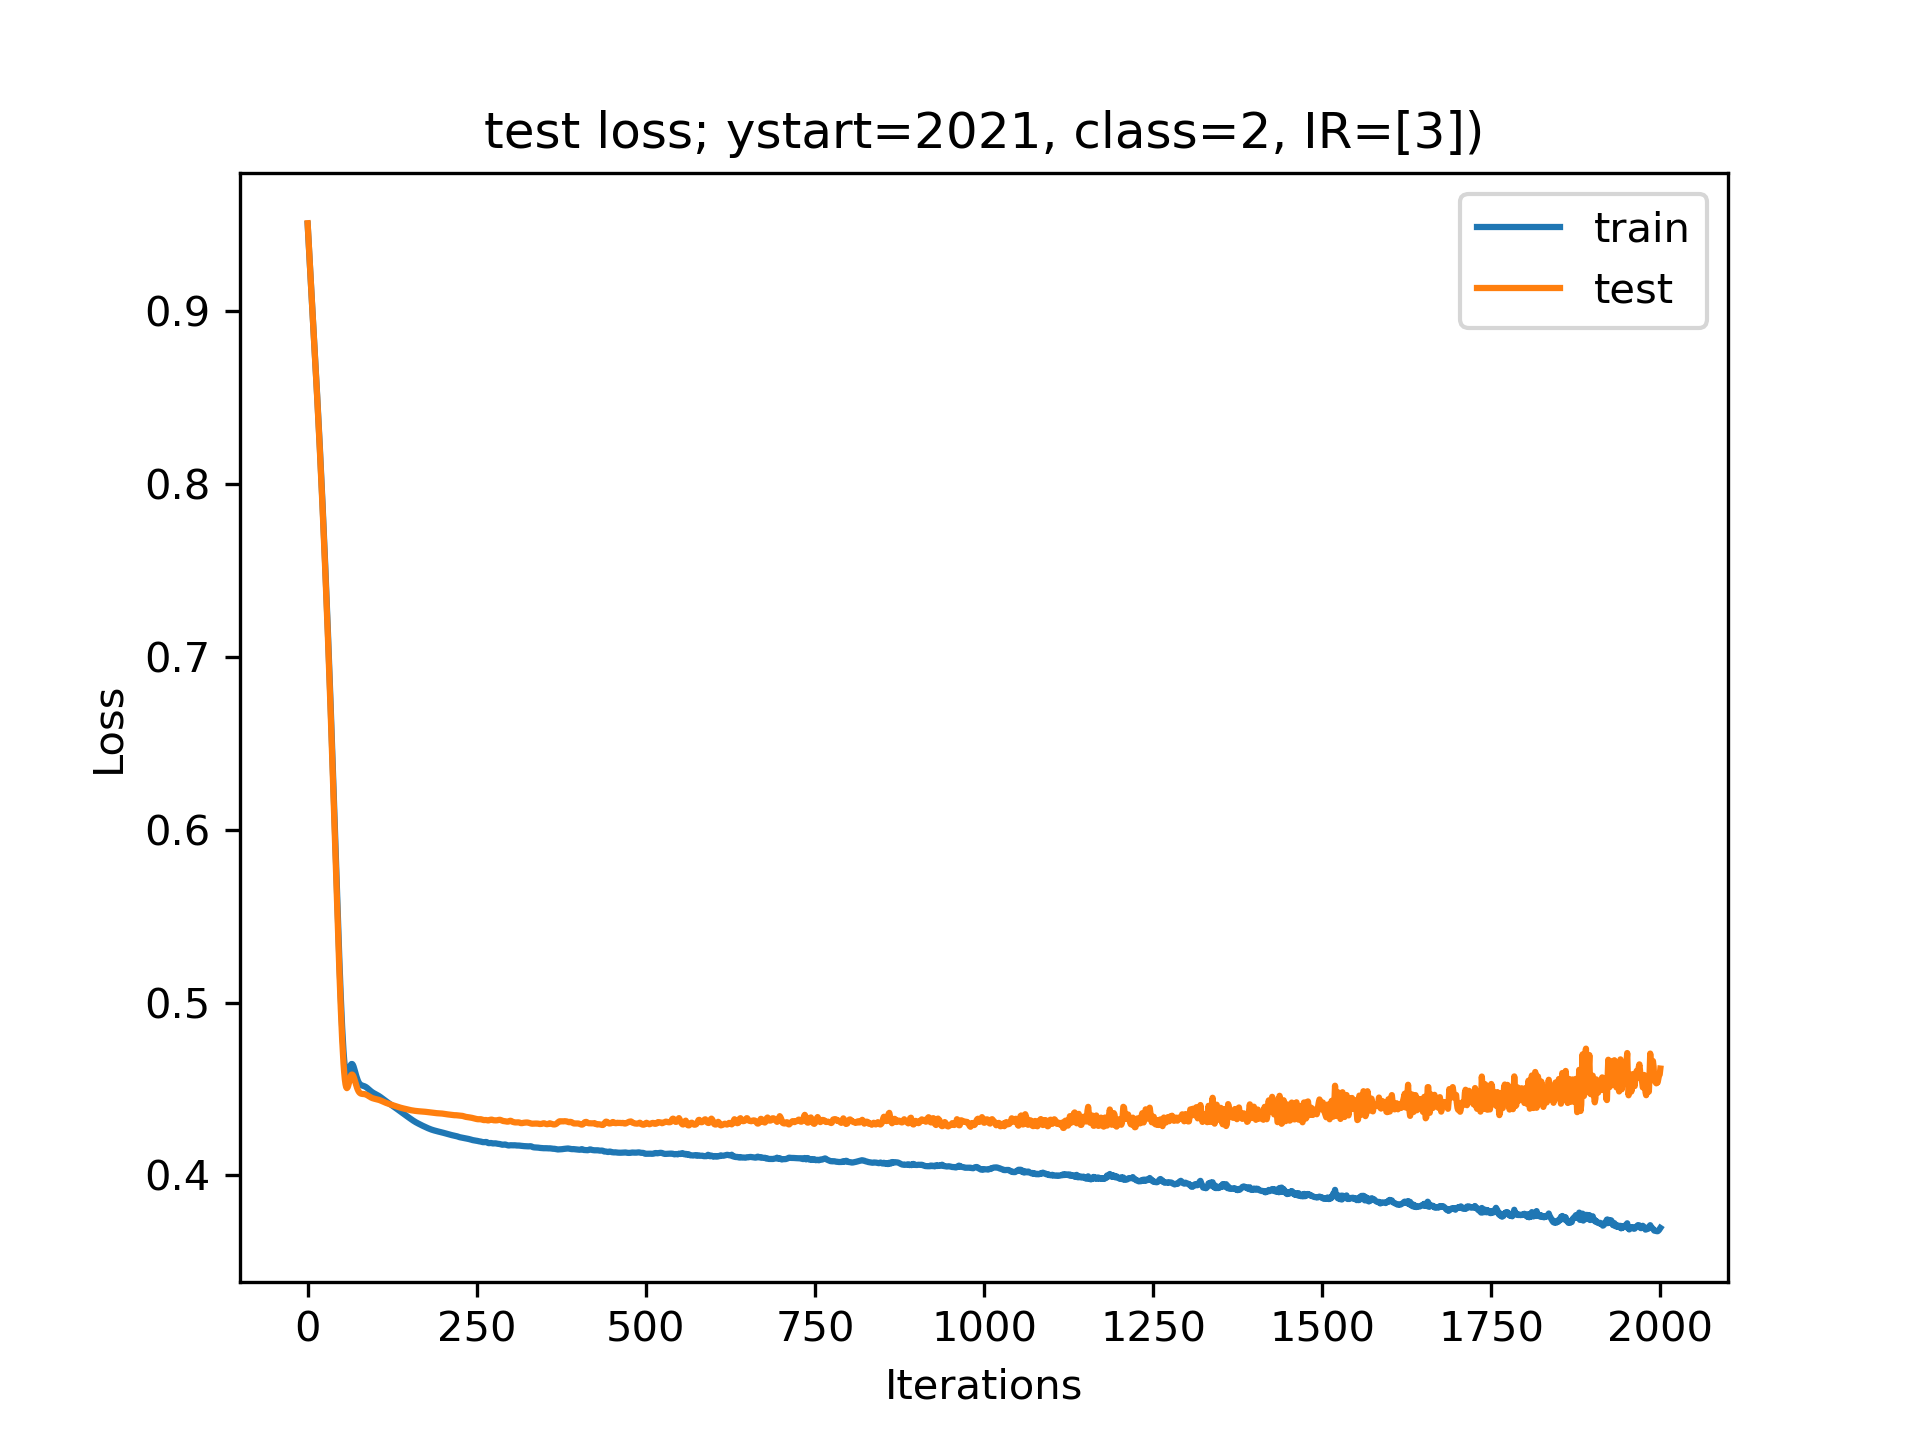 test loss; ystart=2021, class=2, IR=[3])
train
test
0.9
0.8
0.7
0.6
0.5
0.4
Loss
0 250 500 750 1000 1250 1500 1750 2000
Iterations